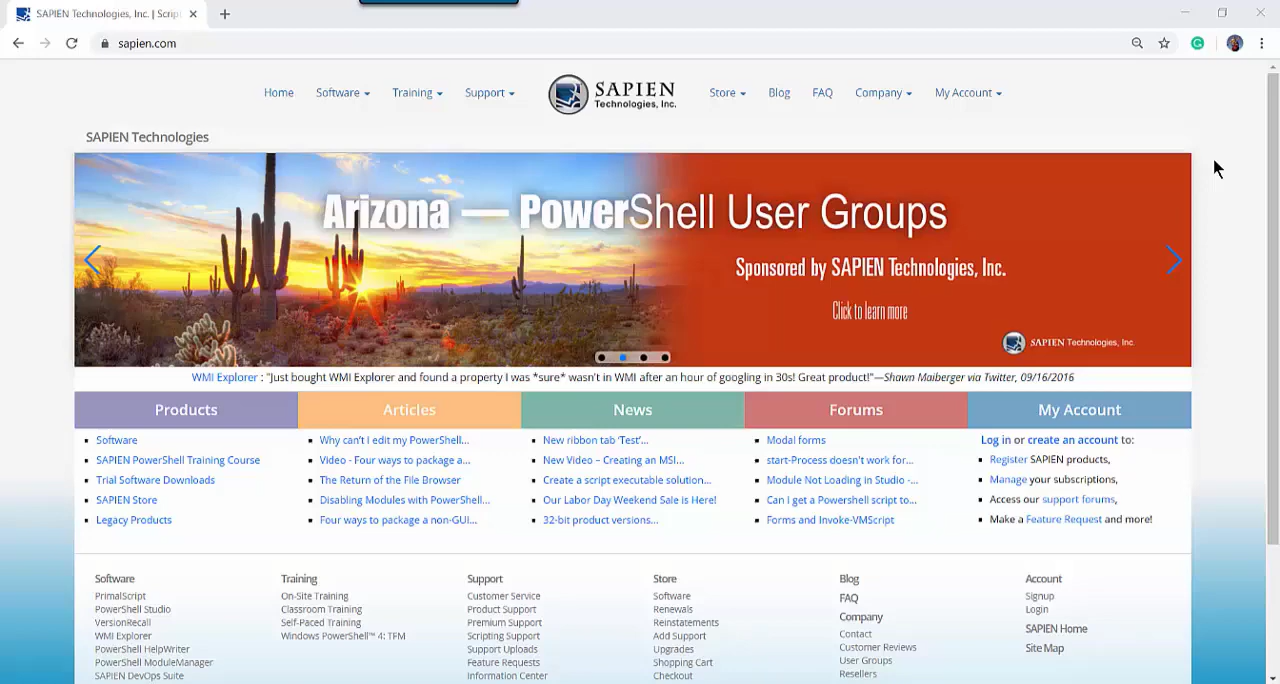 SAPIEN Technologies, Inc. | Script
sapien.com
Home
Software
Training
Support
SAPIEN
Technologies, Inc.
Store
Blog
FAQ
Company
My Account
SAPIEN Technologies
Arizona — PowerShell User Groups
Sponsored by SAPIEN Technologies, Inc.
Click to learn more
SAPIEN Technologies, Inc.
WMI Explorer : "Just bought WMI Explorer and found a property I was *sure* wasn't in WMI after an hour of googling in 30s! Great product!"—Shawn Maiberger via Twitter, 09/16/2016
Products
Software
SAPIEN PowerShell Training Course
Trial Software Downloads
SAPIEN Store
Legacy Products
Articles
Why can't I edit my PowerShell...
Video - Four ways to package a...
The Return of the File Browser
Disabling Modules with PowerShell...
Four ways to package a non-GUI...
News
New ribbon tab 'Test'...
New Video – Creating an MSI...
Create a script executable solution...
Our Labor Day Weekend Sale is Here!
32-bit product versions...
Forums
Modal forms
start-Process doesn't work for...
Module Not Loading in Studio -...
Can I get a Powershell script to...
Forms and Invoke-VMScript
My Account
Log in or create an account to:
Register SAPIEN products,
Manage your subscriptions,
Access our support forums,
Make a Feature Request and more!
Software
PrimalScript
PowerShell Studio
VersionRecall
WMI Explorer
PowerShell HelpWriter
PowerShell ModuleManager
SAPIEN DevOps Suite
Training
On-Site Training
Classroom Training
Self-Paced Training
Windows PowerShell™ 4: TFM
Support
Customer Service
Product Support
Premium Support
Scripting Support
Support Uploads
Feature Requests
Information Center
Store
Software
Renewals
Reinstatements
Add Support
Upgrades
Shopping Cart
Checkout
Blog
FAQ
Company
Contact
Customer Reviews
User Groups
Resellers
Account
Signup
Login
SAPIEN Home
Site Map